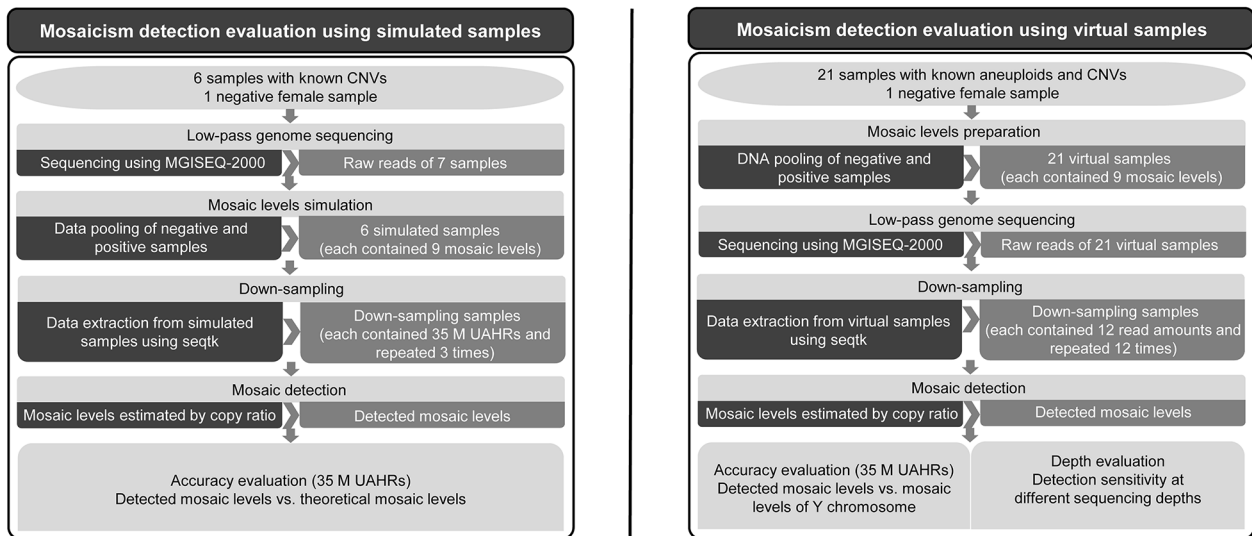 Mosaicism detection evaluation using simulated samples
6 samples with known CNVs
1 negative female sample
Low-pass genome sequencing
Sequencing using MGISEQ-2000
Raw reads of 7 samples
Mosaic levels simulation
Data pooling of negative and
positive samples
6 simulated samples
(each contained 9 mosaic levels)
Down-sampling
Data extraction from simulated
samples using seqtk
Down-sampling samples
(each contained 35 M UAHRs and
repeated 3 times)
Mosaic detection
Mosaic levels estimated by copy ratio
Detected mosaic levels
Accuracy evaluation (35 M UAHRs)
Detected mosaic levels vs. theoretical mosaic levels
Mosaicism detection evaluation using virtual samples
21 samples with known aneuploids and CNVs
1 negative female sample
Mosaic levels preparation
DNA pooling of negative and
positive samples
21 virtual samples
(each contained 9 mosaic levels)
Low-pass genome sequencing
Sequencing using MGISEQ-2000
Raw reads of 21 virtual samples
Down-sampling
Data extraction from virtual samples
using seqtk
Down-sampling samples
(each contained 12 read amounts and
repeated 12 times)
Mosaic detection
Mosaic levels estimated by copy ratio
Detected mosaic levels
Accuracy evaluation (35 M UAHRs)
Detected mosaic levels vs. mosaic
levels of Y chromosome
Depth evaluation
Detection sensitivity at
different sequencing depths